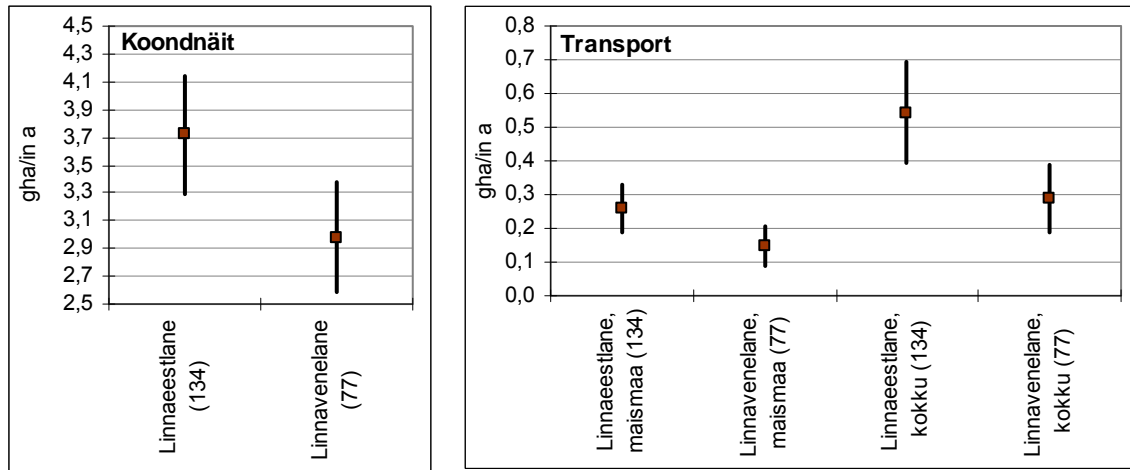 Koondnäit
gha/in a
4,5
4,3
4,1
3,9
3,7
3,5
3,3
3,1
2,9
2,7
2,5
Linnaeestlane
(134)
Linnavenelane
(77)
Transport
gha/in a
0,8
0,7
0,6
0,5
0,4
0,3
0,2
0,1
0,0
Linnaeestlane,
maismaa (134)
Linnavenelane,
maismaa (77)
Linnaeestlane,
kokku (134)
Linnavenelane,
kokku (77)